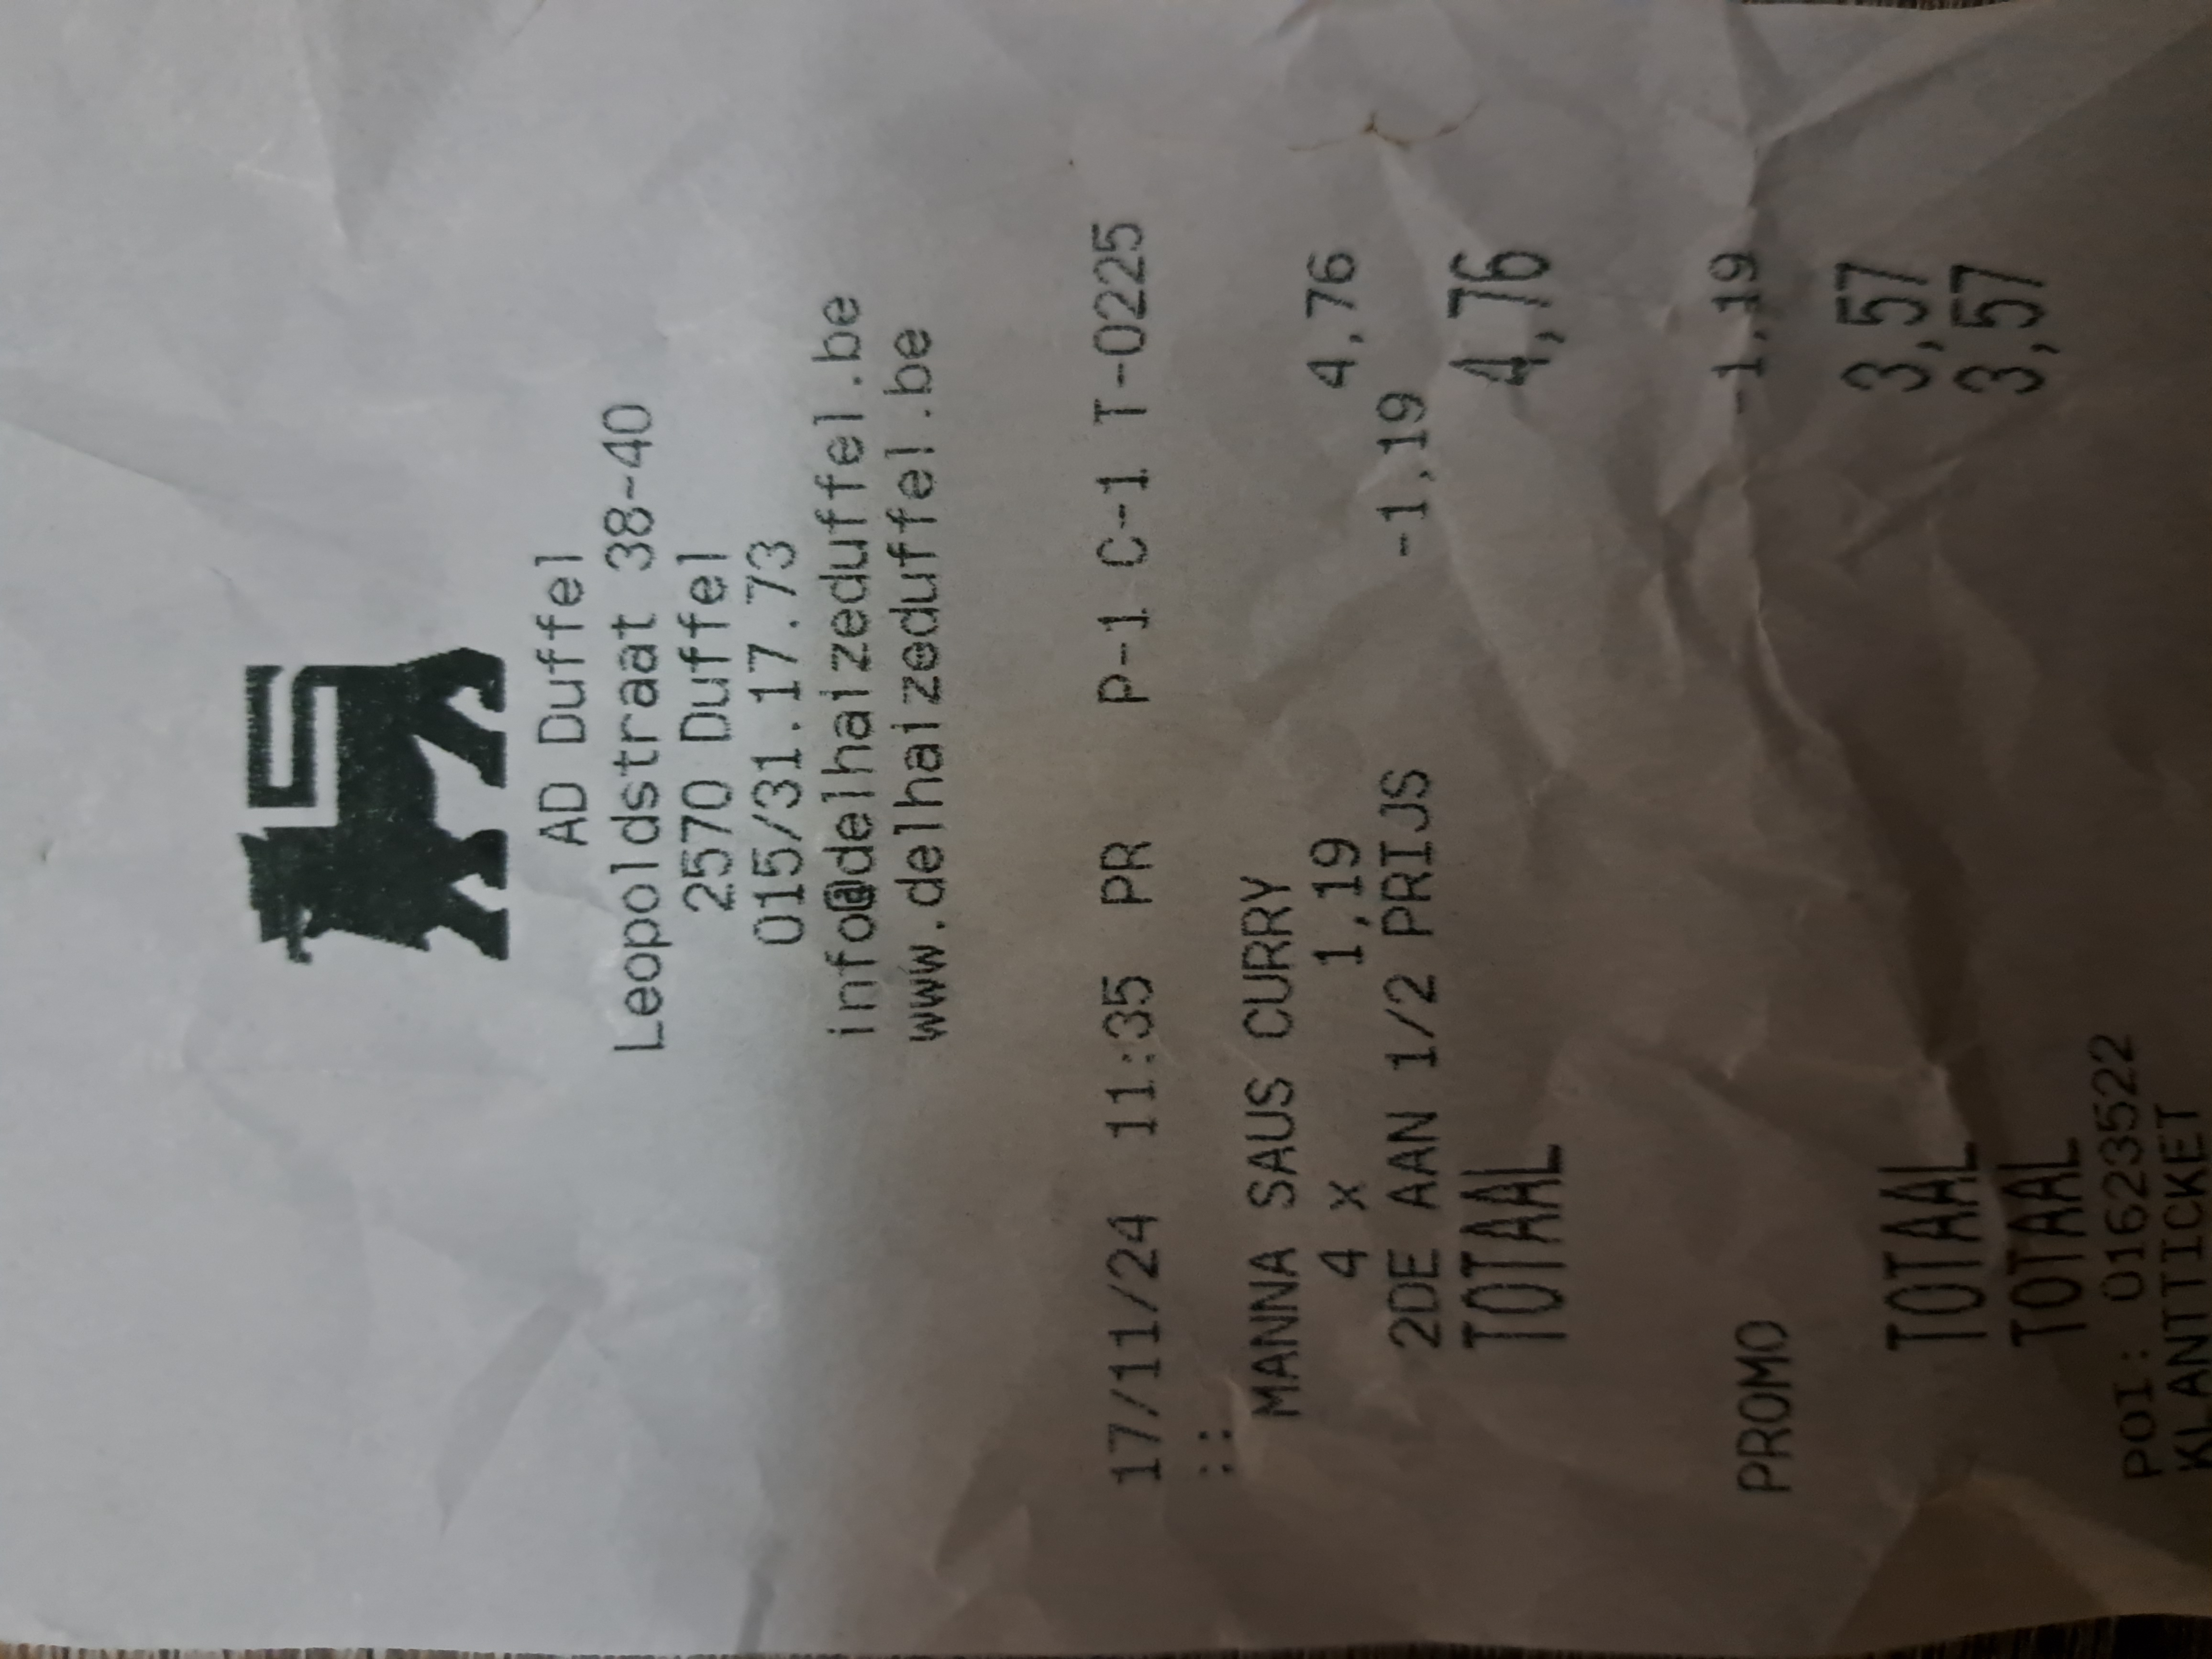 AD Duffel
Leopoldstraat 38-40
2570 Duffel
015/31.17.73
info@delhaizeduffel.be
www.delhaizeduffel.be
17/11/24 11:35 PR P-1 C-1 T-0225
::
MANNA SAUS CURRY
4 x 1,19 4,76
2DE AAN 1/2 PRIJS -1,19
TOTAAL 4,76
PROMO -1,19
TOTAAL 3,57
TOTAAL 3,57
POI: 01623522
KLANTTICKET